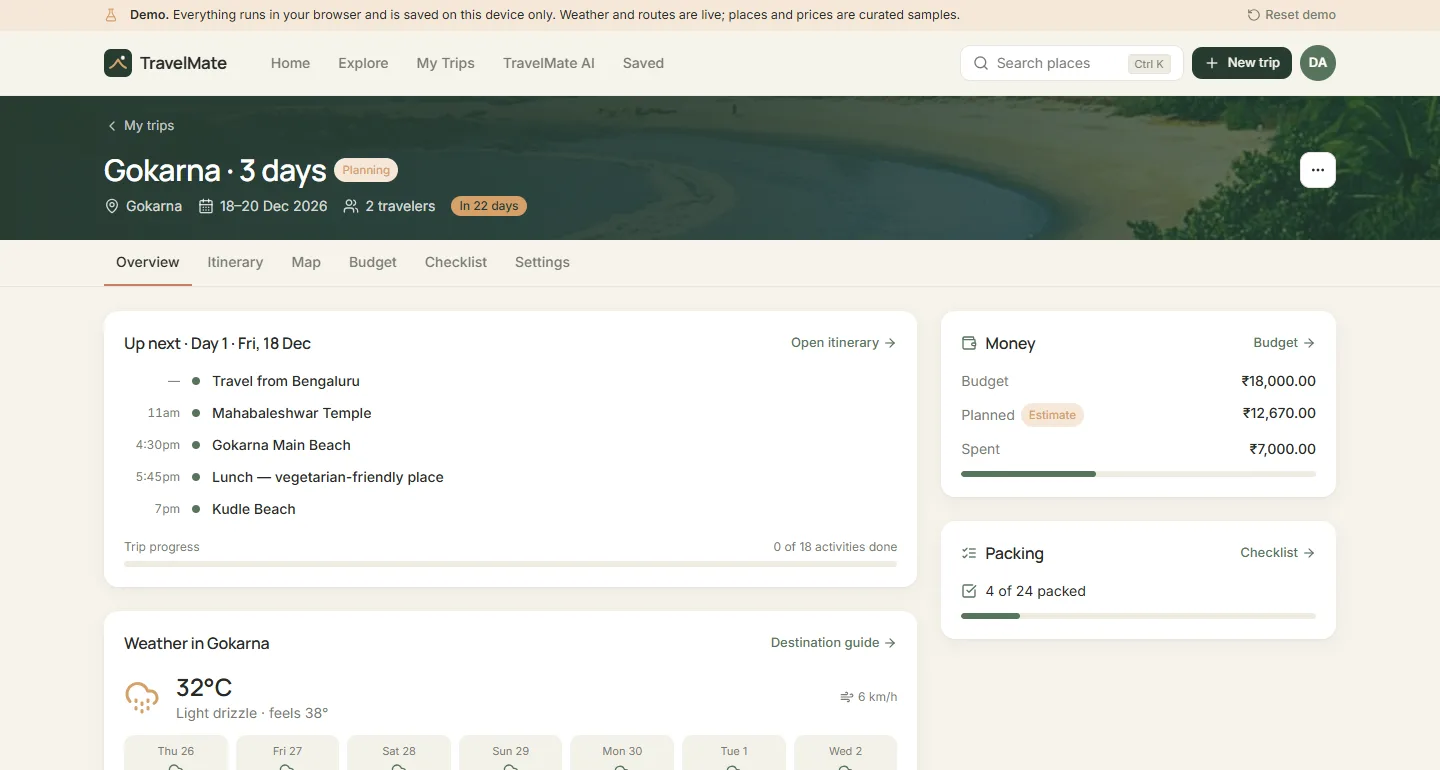 Demo. Everything runs in your browser and is saved on this device only. Weather and routes are live; places and prices are curated samples.
Reset demo
TravelMate
Home
Explore
My Trips
TravelMate AI
Saved
Search places
Ctrl K
New trip
DA
My trips
Gokarna · 3 days
Planning
Gokarna
18–20 Dec 2026
2 travelers
In 22 days
Overview
Itinerary
Map
Budget
Checklist
Settings
Up next · Day 1 · Fri, 18 Dec
Open itinerary →
— Travel from Bengaluru
11am Mahabaleshwar Temple
4:30pm Gokarna Main Beach
5:45pm Lunch — vegetarian-friendly place
7pm Kudle Beach
Trip progress
0 of 18 activities done
Money
Budget →
Budget ₹18,000.00
Planned Estimate ₹12,670.00
Spent ₹7,000.00
Packing
Checklist →
4 of 24 packed
Weather in Gokarna
Destination guide →
32°C
Light drizzle · feels 38°
6 km/h
Thu 26
Fri 27
Sat 28
Sun 29
Mon 30
Tue 1
Wed 2